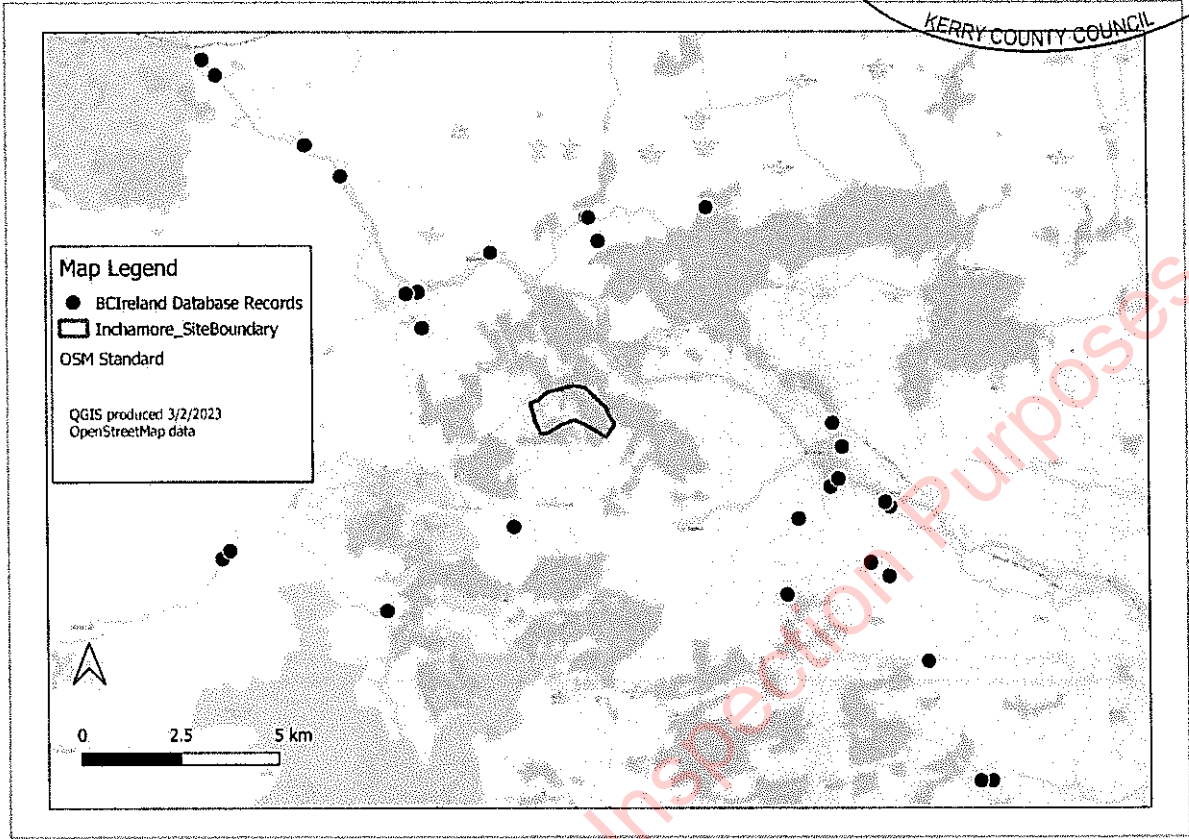 KERRY COUNTY COUNCIL
Map Legend
BCIreland Database Records
Inchamore_SiteBoundary
OSM Standard
QGIS produced 3/2/2023
OpenStreetMap data
0 2.5 5 km
Inspection Purposes